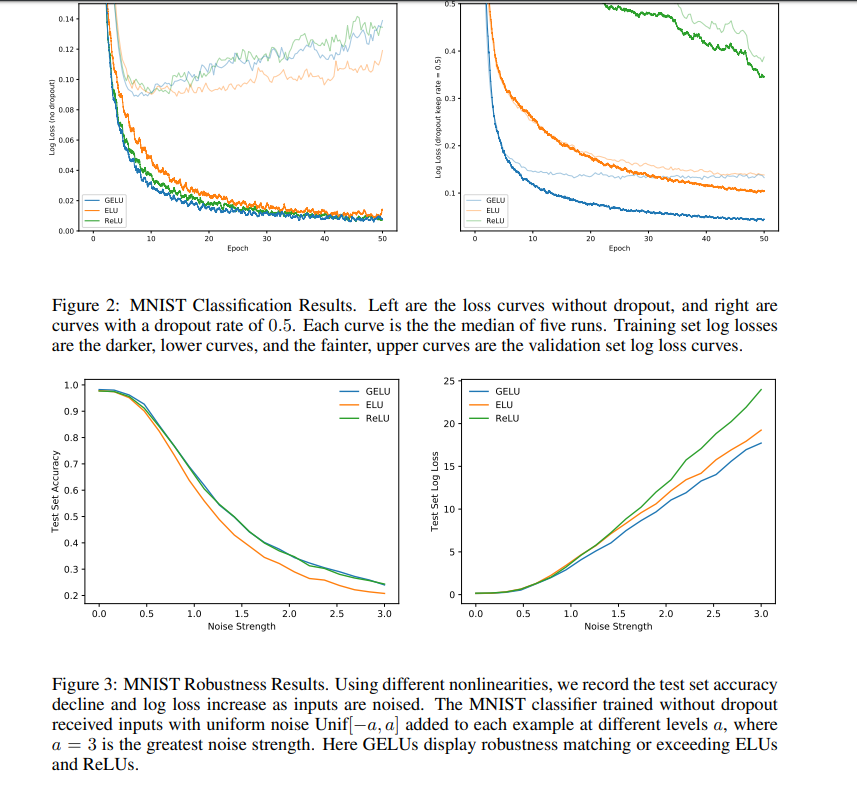 0.14
0.12
0.10
0.08
0.06
0.04
0.02
0.00
Log Loss (no dropout)
GELU
ELU
ReLU
0 10 20 30 40 50
Epoch
0.5
0.4
0.3
0.2
0.1
Log Loss (dropout keep rate = 0.5)
GELU
ELU
ReLU
0 10 20 30 40 50
Epoch
Figure 2: MNIST Classification Results. Left are the loss curves without dropout, and right are
curves with a dropout rate of 0.5. Each curve is the the median of five runs. Training set log losses
are the darker, lower curves, and the fainter, upper curves are the validation set log loss curves.
1.0
0.9
0.8
0.7
0.6
0.5
0.4
0.3
0.2
Test Set Accuracy
GELU
ELU
ReLU
0.0 0.5 1.0 1.5 2.0 2.5 3.0
Noise Strength
25
20
15
10
5
0
Test Set Log Loss
GELU
ELU
ReLU
0.0 0.5 1.0 1.5 2.0 2.5 3.0
Noise Strength
Figure 3: MNIST Robustness Results. Using different nonlinearities, we record the test set accuracy
decline and log loss increase as inputs are noised. The MNIST classifier trained without dropout
received inputs with uniform noise Unif[−a, a] added to each example at different levels a, where
a = 3 is the greatest noise strength. Here GELUs display robustness matching or exceeding ELUs
and ReLUs.